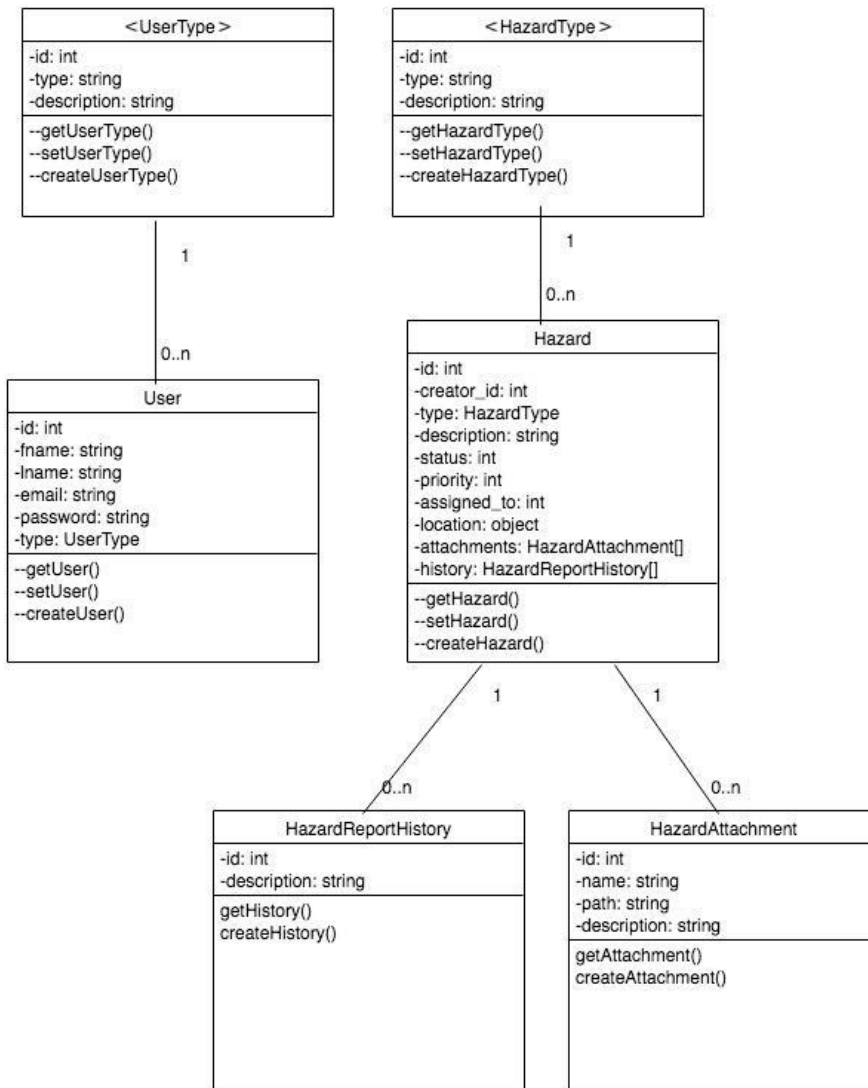 <UserType>
-id: int
-type: string
-description: string
--getUserType()
--setUserType()
--createUserType()
1
0..n
<HazardType>
-id: int
-type: string
-description: string
--getHazardType()
--setHazardType()
--createHazardType()
1
0..n
User
-id: int
-fname: string
-lname: string
-email: string
-password: string
-type: UserType
--getUser()
--setUser()
--createUser()
Hazard
-id: int
-creator_id: int
-type: HazardType
-description: string
-status: int
-priority: int
-assigned_to: int
-location: object
-attachments: HazardAttachment[]
-history: HazardReportHistory[]
--getHazard()
--setHazard()
--createHazard()
1
1
0..n
0..n
HazardReportHistory
-id: int
-description: string
getHistory()
createHistory()
HazardAttachment
-id: int
-name: string
-path: string
-description: string
getAttachment()
createAttachment()